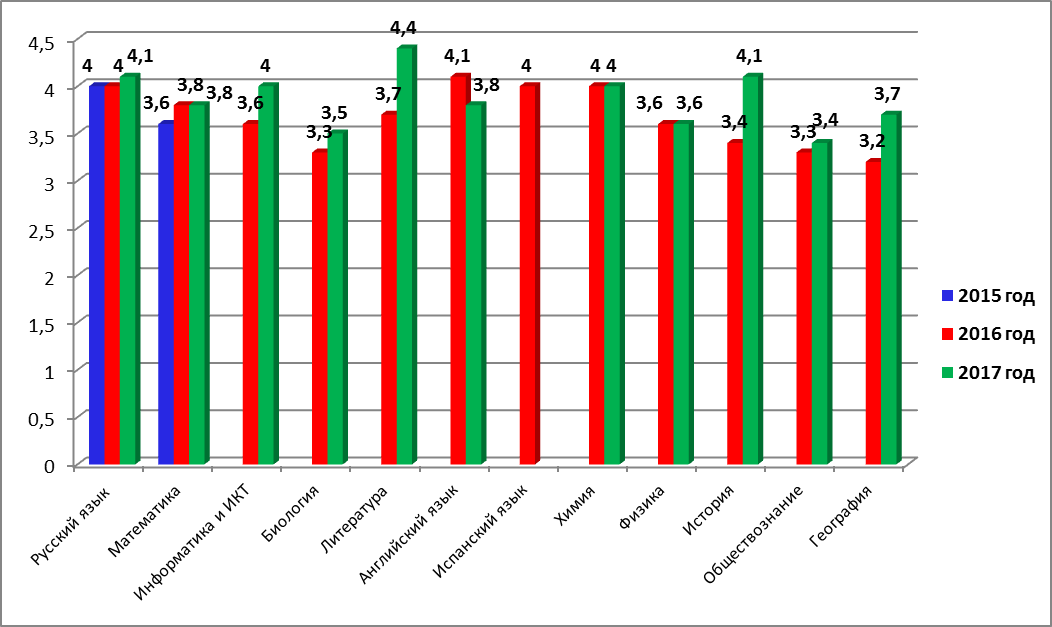 4,5
4
3,5
3
2,5
2
1,5
1
0,5
0
4 4 4,1
3,6 3,8 3,8
3,6 4
3,3 3,5
3,7 4,4
4,1 3,8
4
4 4
3,6 3,6
3,4 4,1
3,3 3,4
3,2 3,7
Русский язык
Математика
Информатика и ИКТ
Биология
Литература
Английский язык
Испанский язык
Химия
Физика
История
Обществознание
География
2015 год
2016 год
2017 год